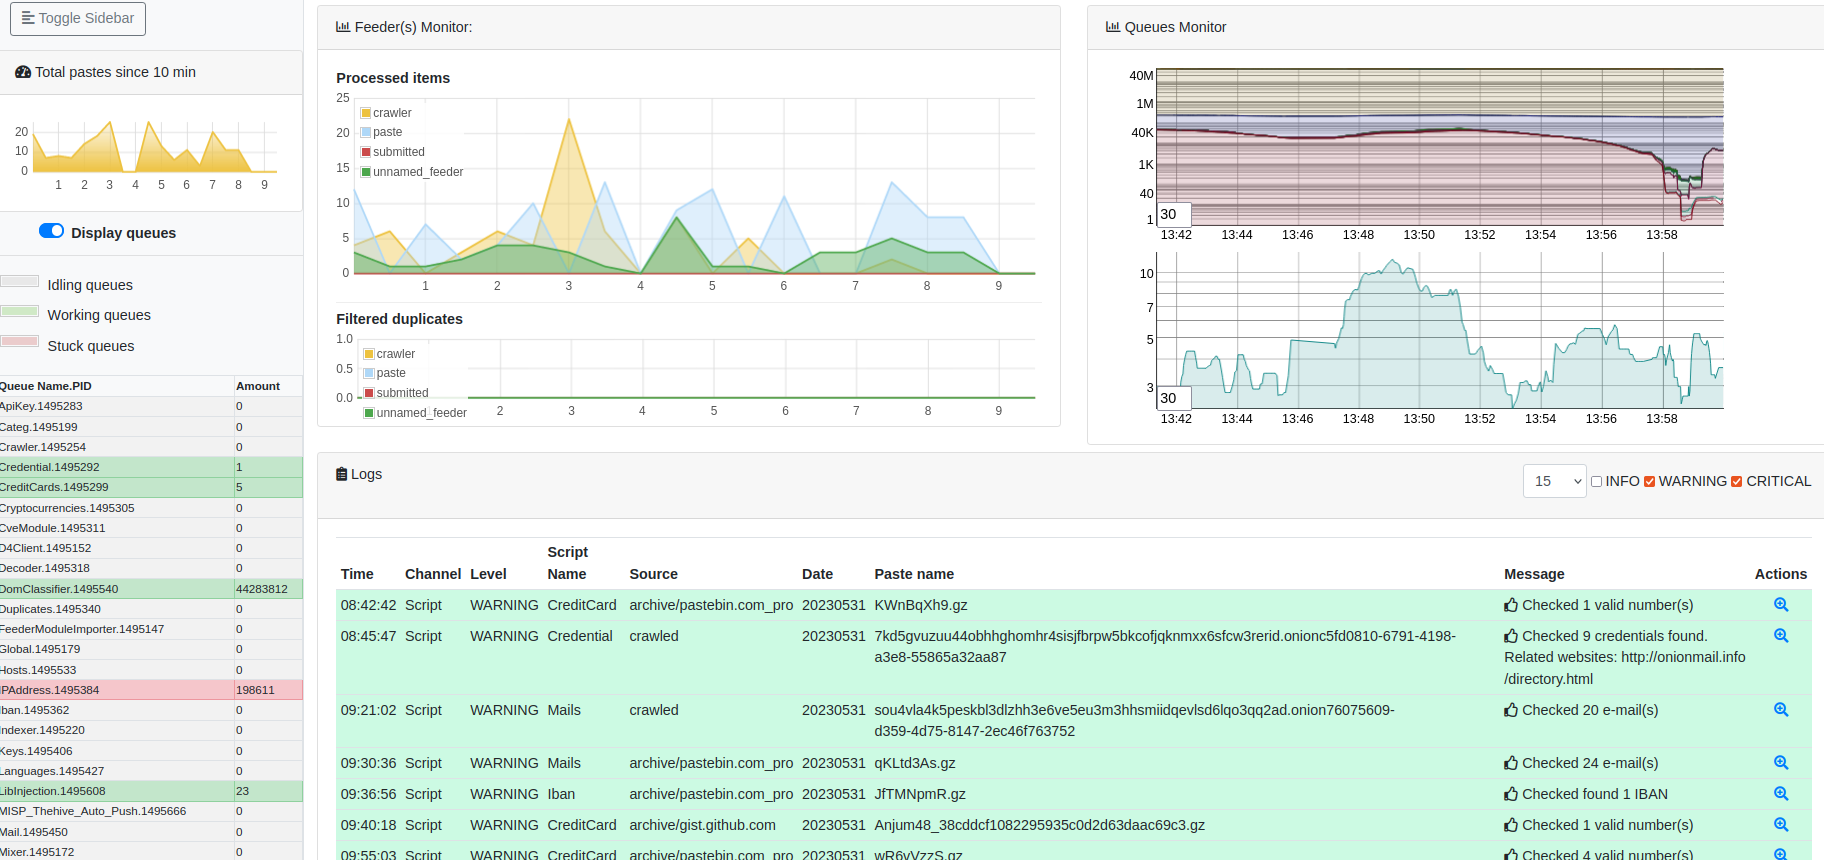 Toggle Sidebar
Total pastes since 10 min
20
10
0
1 2 3 4 5 6 7 8 9
Display queues
Idling queues
Working queues
Stuck queues
Queue Name.PID Amount
ApiKey.1495283 0
Categ.1495199 0
Crawler.1495254 0
Credential.1495292 1
CreditCards.1495299 5
Cryptocurrencies.1495305 0
CveModule.1495311 0
D4Client.1495152 0
Decoder.1495318 0
DomClassifier.1495540 44283812
Duplicates.1495340 0
FeederModuleImporter.1495147 0
Global.1495179 0
Hosts.1495533 0
IPAddress.1495384 198611
Iban.1495362 0
Indexer.1495220 0
Keys.1495406 0
Languages.1495427 0
LibInjection.1495608 23
MISP_Thehive_Auto_Push.1495666 0
Mail.1495450 0
Mixer.1495172 0
Feeder(s) Monitor:
Processed items
25
20
15
10
5
0
crawler
paste
submitted
unnamed_feeder
1 2 3 4 5 6 7 8 9
Filtered duplicates
1.0
0.5
0.0
crawler
paste
submitted
unnamed_feeder
2 3 4 5 6 7 8 9
Queues Monitor
40M
1M
40K
1K
40
1
30
13:42 13:44 13:46 13:48 13:50 13:52 13:54 13:56 13:58
10
7
5
3
30
13:42 13:44 13:46 13:48 13:50 13:52 13:54 13:56 13:58
Logs
15 INFO WARNING CRITICAL
Time Channel Level Script Name Source Date Paste name Message Actions
08:42:42 Script WARNING CreditCard archive/pastebin.com_pro 20230531 KWnBqXh9.gz Checked 1 valid number(s)
08:45:47 Script WARNING Credential crawled 20230531 7kd5gvuzuu44obhhghomhr4sisjfbrpw5bkcofjqknmxx6sfcw3rerid.onionc5fd0810-6791-4198- Checked 9 credentials found.
a3e8-55865a32aa87 Related websites: http://onionmail.info
/directory.html
09:21:02 Script WARNING Mails crawled 20230531 sou4vla4k5peskbl3dlzhh3e6ve5eu3m3hhsmiidqevlsd6lqo3qq2ad.onion76075609- Checked 20 e-mail(s)
d359-4d75-8147-2ec46f763752
09:30:36 Script WARNING Mails archive/pastebin.com_pro 20230531 qKLtd3As.gz Checked 24 e-mail(s)
09:36:56 Script WARNING Iban archive/pastebin.com_pro 20230531 JfTMNpmR.gz Checked found 1 IBAN
09:40:18 Script WARNING CreditCard archive/gist.github.com 20230531 Anjum48_38cddcf1082295935c0d2d63daac69c3.gz Checked 1 valid number(s)
09:55:03 Script WARNING CreditCard archive/pastebin.com_pro 20230531 wR6vVzzS.gz Checked 4 valid number(s)